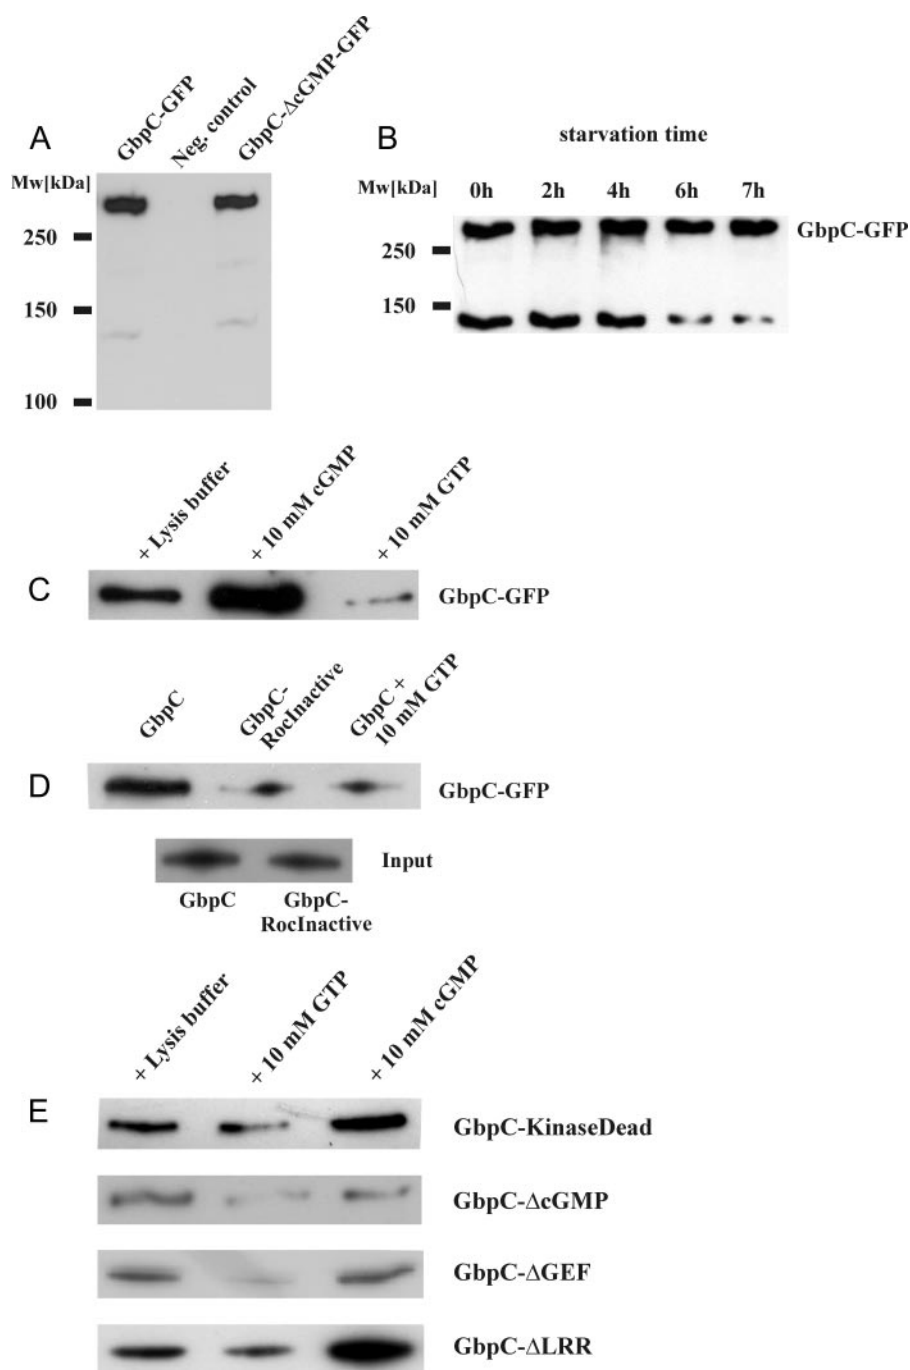 A
GbpC-GFP
Neg. control
GbpC-ΔcGMP-GFP
Mw[kDa]
250
150
100
B
starvation time
Mw[kDa]
0h
2h
4h
6h
7h
250
150
GbpC-GFP
C
+ Lysis buffer
+ 10 mM cGMP
+ 10 mM GTP
GbpC-GFP
D
GbpC
GbpC-
RocInactive
GbpC +
10 mM GTP
GbpC-GFP
Input
GbpC
GbpC-
RocInactive
E
+ Lysis buffer
+ 10 mM GTP
+ 10 mM cGMP
GbpC-KinaseDead
GbpC-ΔcGMP
GbpC-ΔGEF
GbpC-ΔLRR